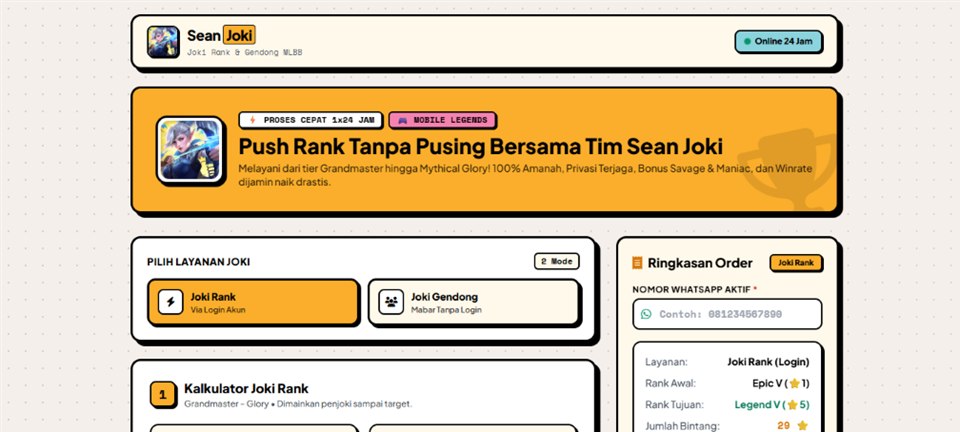 Sean Joki
Joki Rank & Gendong MLBB
Online 24 Jam
PROSES CEPAT 1x24 JAM
MOBILE LEGENDS
Push Rank Tanpa Pusing Bersama Tim Sean Joki
Melayani dari tier Grandmaster hingga Mythical Glory! 100% Amanah, Privasi Terjaga, Bonus Savage & Maniac, dan Winrate
dijamin naik drastis.
PILIH LAYANAN JOKI
2 Mode
Joki Rank
Via Login Akun
Joki Gendong
Mabar Tanpa Login
1
Kalkulator Joki Rank
Grandmaster – Glory • Dimainkan penjoki sampai target.
Ringkasan Order
Joki Rank
NOMOR WHATSAPP AKTIF *
Contoh: 081234567890
Layanan: Joki Rank (Login)
Rank Awal: Epic V (⭐ 1)
Rank Tujuan: Legend V (⭐ 5)
Jumlah Bintang: 29 ⭐